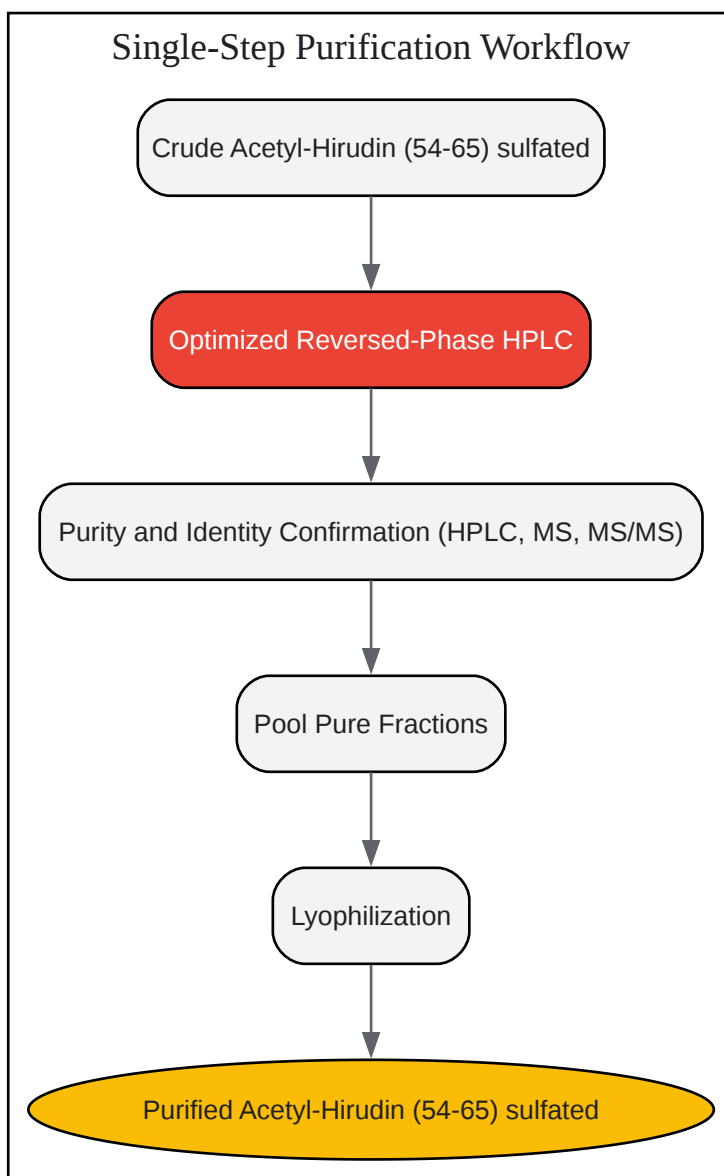 Single-Step Purification Workflow
Crude Acetyl-Hirudin (54-65) sulfated
Optimized Reversed-Phase HPLC
Purity and Identity Confirmation (HPLC, MS, MS/MS)
Pool Pure Fractions
Lyophilization
Purified Acetyl-Hirudin (54-65) sulfated